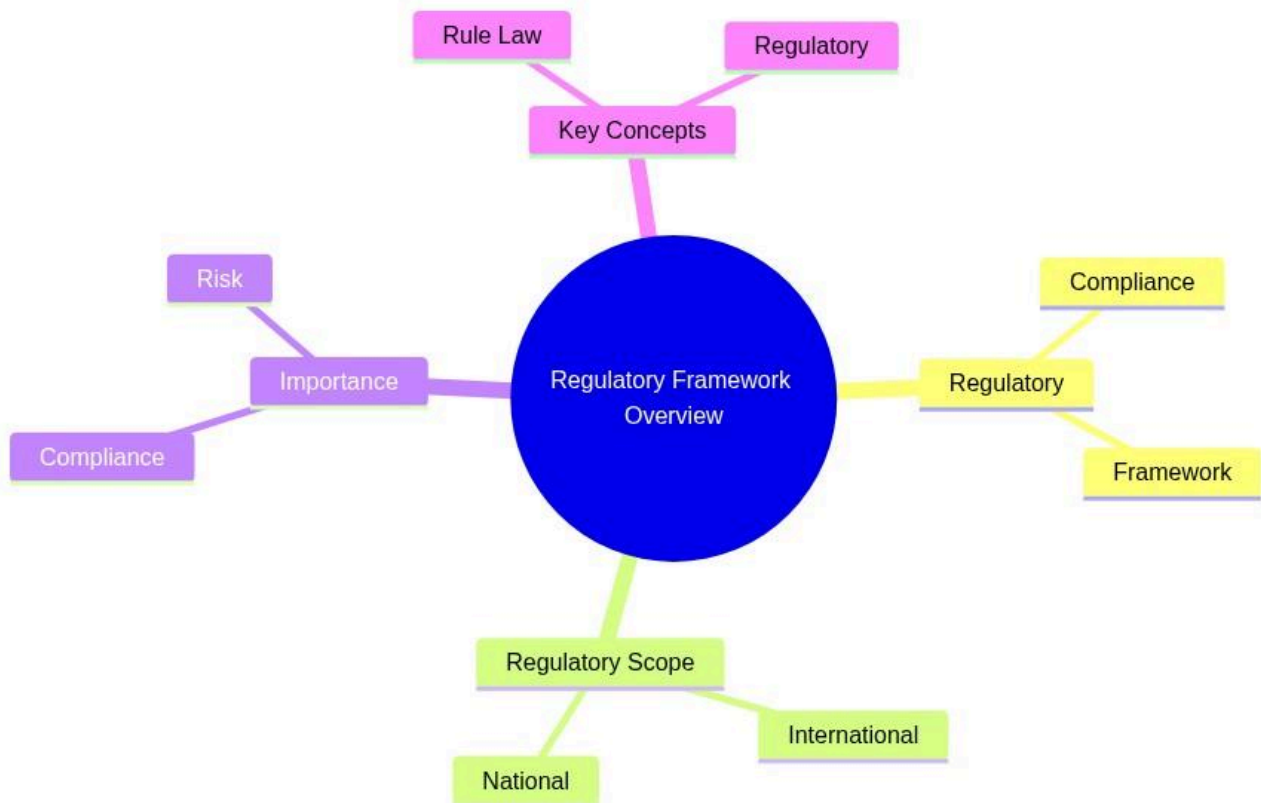 Rule Law
Regulatory
Key Concepts
Risk
Compliance
Importance
Regulatory Framework
Overview
Regulatory
Compliance
Framework
Regulatory Scope
International
National